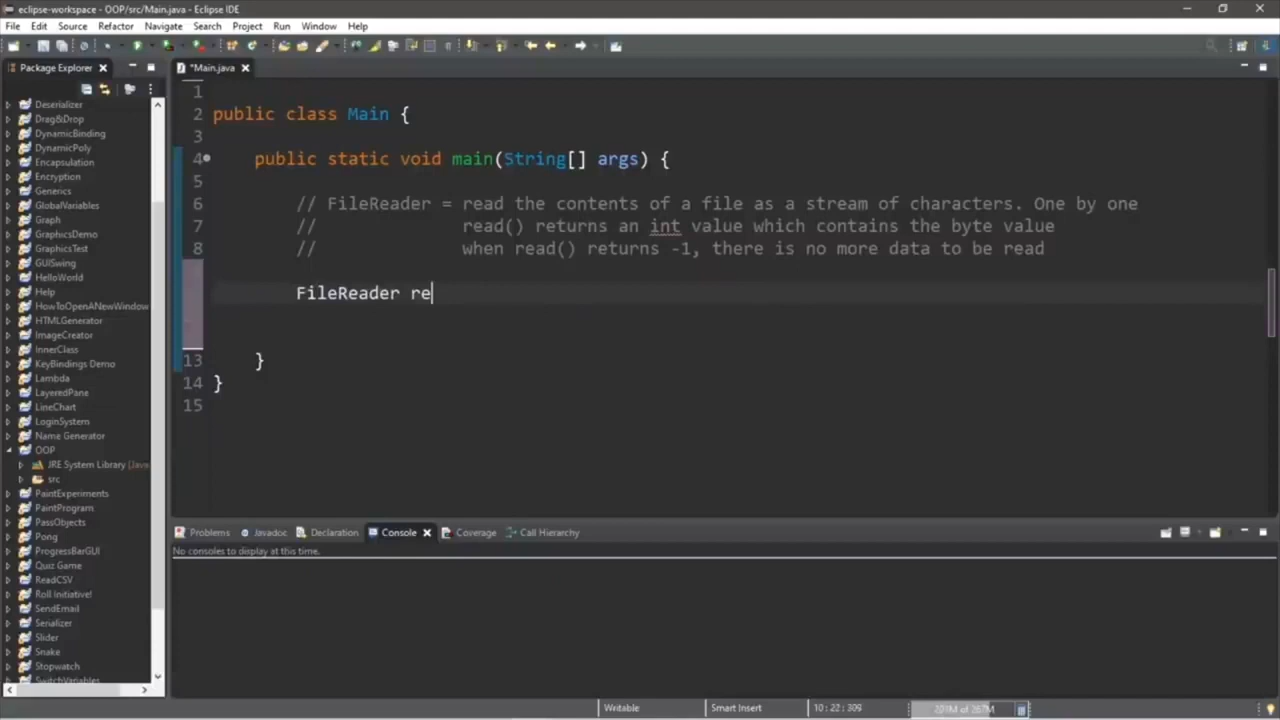 eclipse-workspace - OOP/src/Main.java - Eclipse IDE
File Edit Source Refactor Navigate Search Project Run Window Help
Package Explorer
*Main.java
Deserializer
Drag&Drop
DynamicBinding
DynamicPoly
Encapsulation
Encryption
Generics
GlobalVariables
Graph
GraphicsDemo
GraphicsTest
GUISwing
HelloWorld
Help
HowToOpenANewWindow
HTMLGenerator
ImageCreator
InnerClass
KeyBindings Demo
Lambda
LayeredPane
LineChart
LoginSystem
Name Generator
OOP
JRE System Library [Java
src
PaintExperiments
PaintProgram
PassObjects
Pong
ProgressBarGUI
Quiz Game
ReadCSV
Roll Initiative!
SendEmail
Serializer
Slider
Snake
Stopwatch
SwitchVariables
1
2 public class Main {
3
4 public static void main(String[] args) {
5
6 // FileReader = read the contents of a file as a stream of characters. One by one
7 // read() returns an int value which contains the byte value
8 // when read() returns -1, there is no more data to be read
FileReader re
13 }
14 }
15
Problems Javadoc Declaration Console Coverage Call Hierarchy
No consoles to display at this time.
Writable Smart Insert 10 : 22 : 309